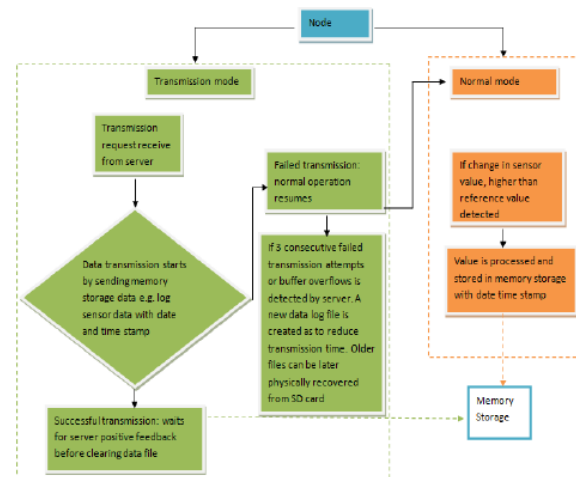 Node
Transmission mode
Normal mode
Transmission
request receive
from server
Failed transmission:
normal operation
resumes
If change in sensor
value, higher than
reference value
detected
Data transmission starts
by sending memory
storage data e.g. log
sensor data with date
and time stamp
If 3 consecutive failed
transmission attempts
or buffer overflows is
detected by server. A
new data log file is
created as to reduce
transmission time. Older
files can be later
physically recovered
from SD card
Value is processed and
stored in memory storage
with date time stamp
Successful transmission: waits
for server positive feedback
before clearing data file
Memory
Storage